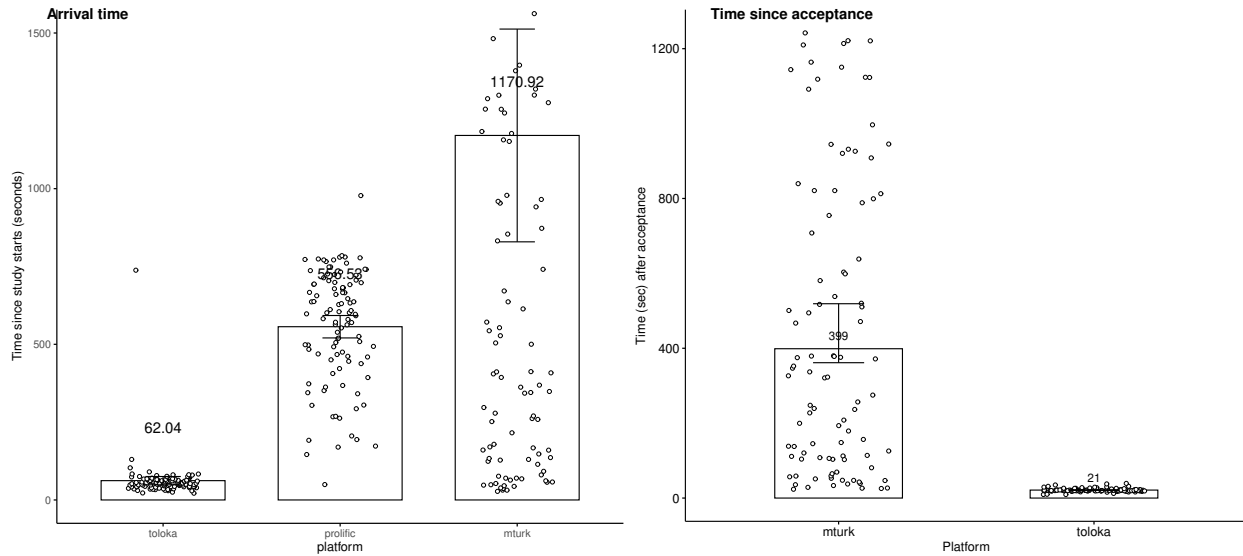 Arrival time
1500
1000
500
0
Time since study starts (seconds)
62.04
1170.92
toloka
prolific
mturk
platform
Time since acceptance
1200
800
400
0
Time (sec) after acceptance
399
21
mturk
toloka
Platform